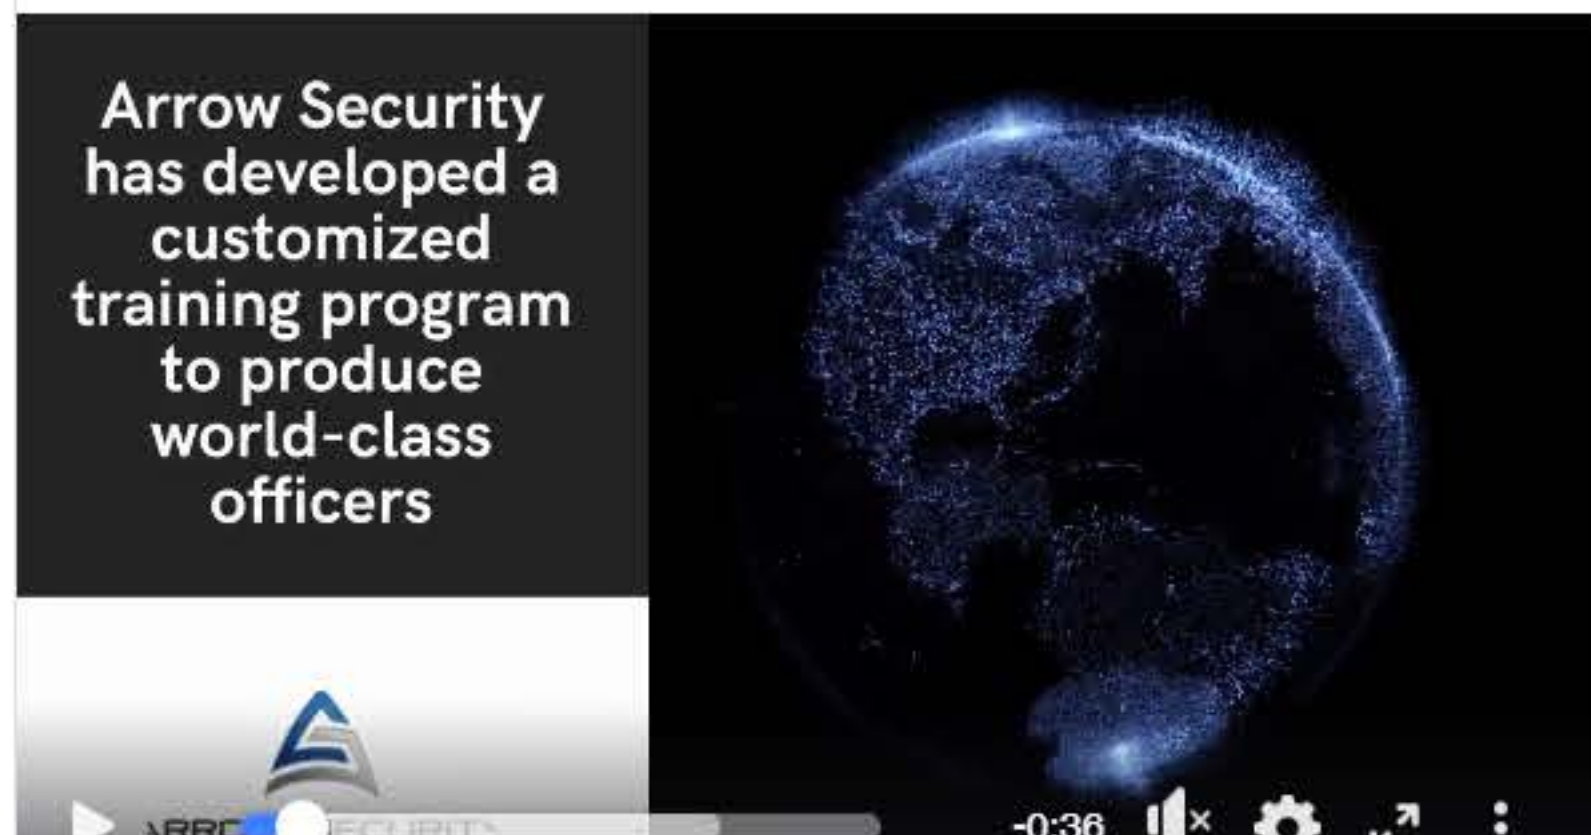 Arrow Security
has developed a
customized
training program
to produce
world-class
officers
-0:36